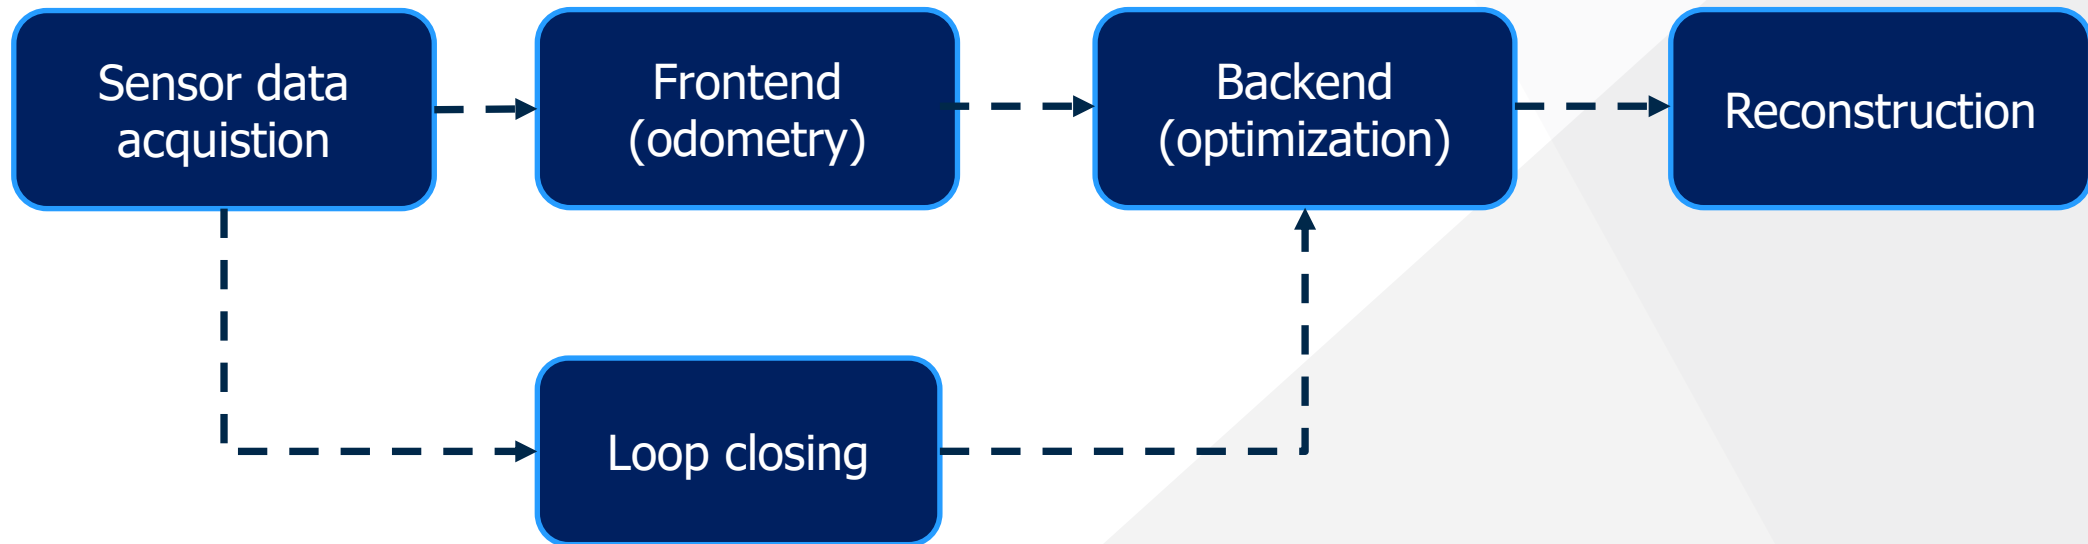 Sensor data
acquistion
Frontend
(odometry)
Backend
(optimization)
Reconstruction
Loop closing